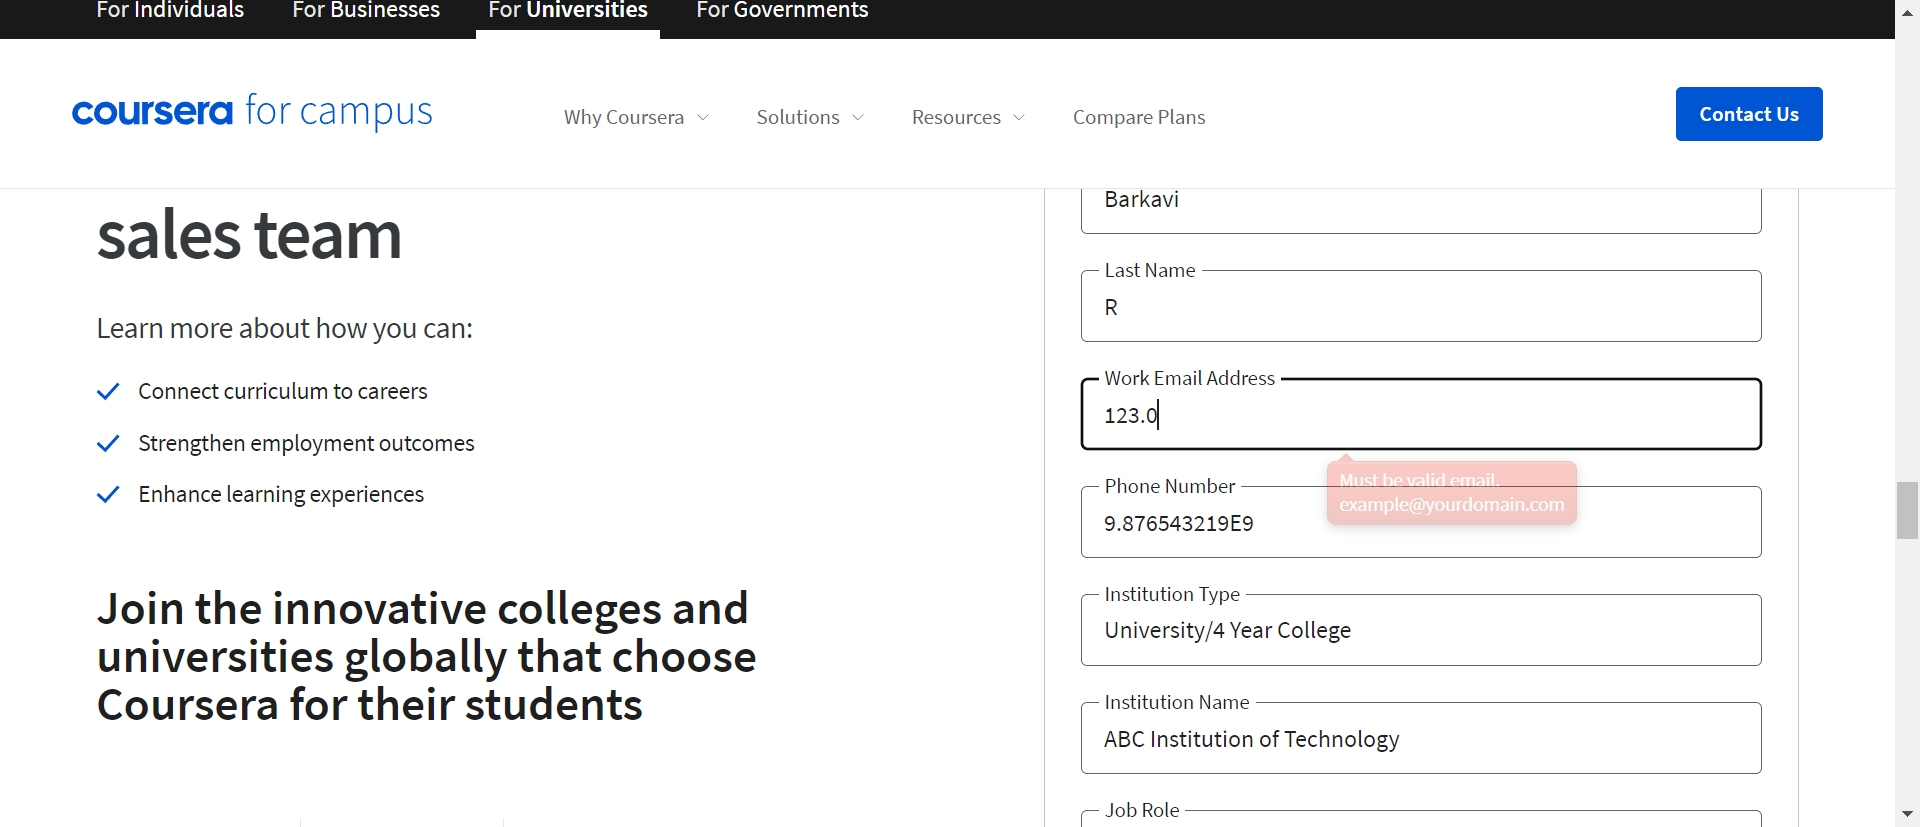 For Individuals
For Businesses
For Universities
For Governments
coursera for campus
Why Coursera
Solutions
Resources
Compare Plans
Contact Us
sales team
Learn more about how you can:
Connect curriculum to careers
Strengthen employment outcomes
Enhance learning experiences
Join the innovative colleges and
universities globally that choose
Coursera for their students
Barkavi
Last Name
R
Work Email Address
123.0
Must be valid email.
example@yourdomain.com
Phone Number
9.876543219E9
Institution Type
University/4 Year College
Institution Name
ABC Institution of Technology
Job Role